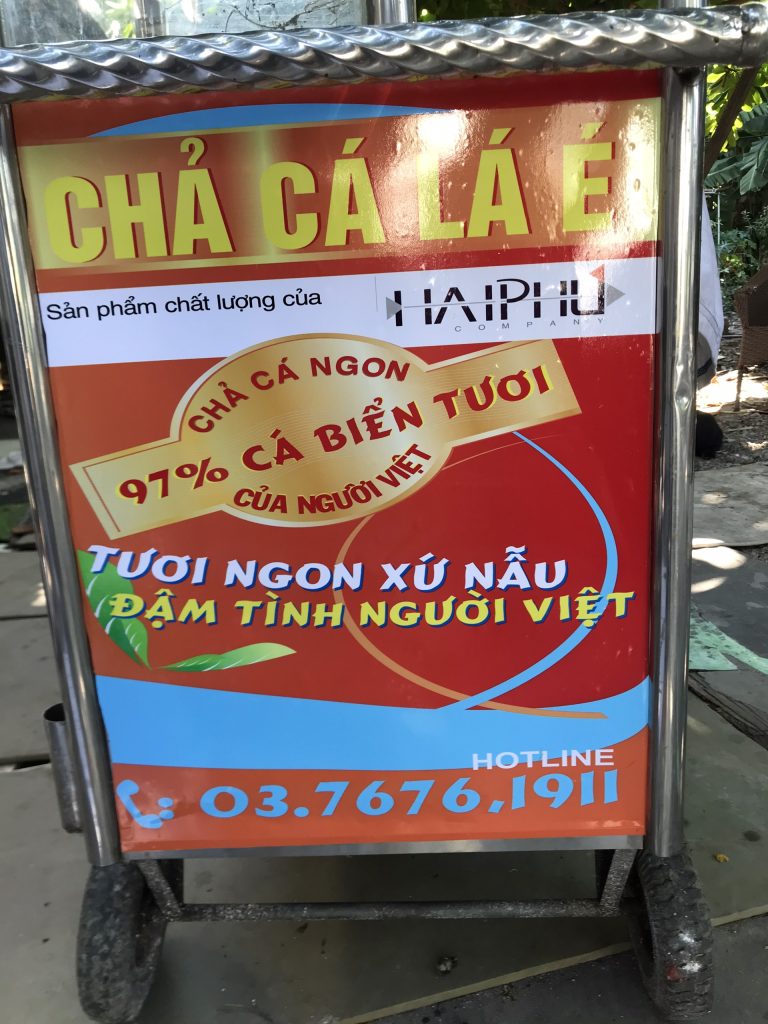 CHẢ CÁ LÁ É
Sản phẩm chất lượng của
HAIPHÚ
COMPANY
CHẢ CÁ NGON
97% CÁ BIỂN TƯƠI
CỦA NGƯỜI VIỆT
TƯƠI NGON XỨ NẪU
ĐẬM TÌNH NGƯỜI VIỆT
HOTLINE
03.7676,1911